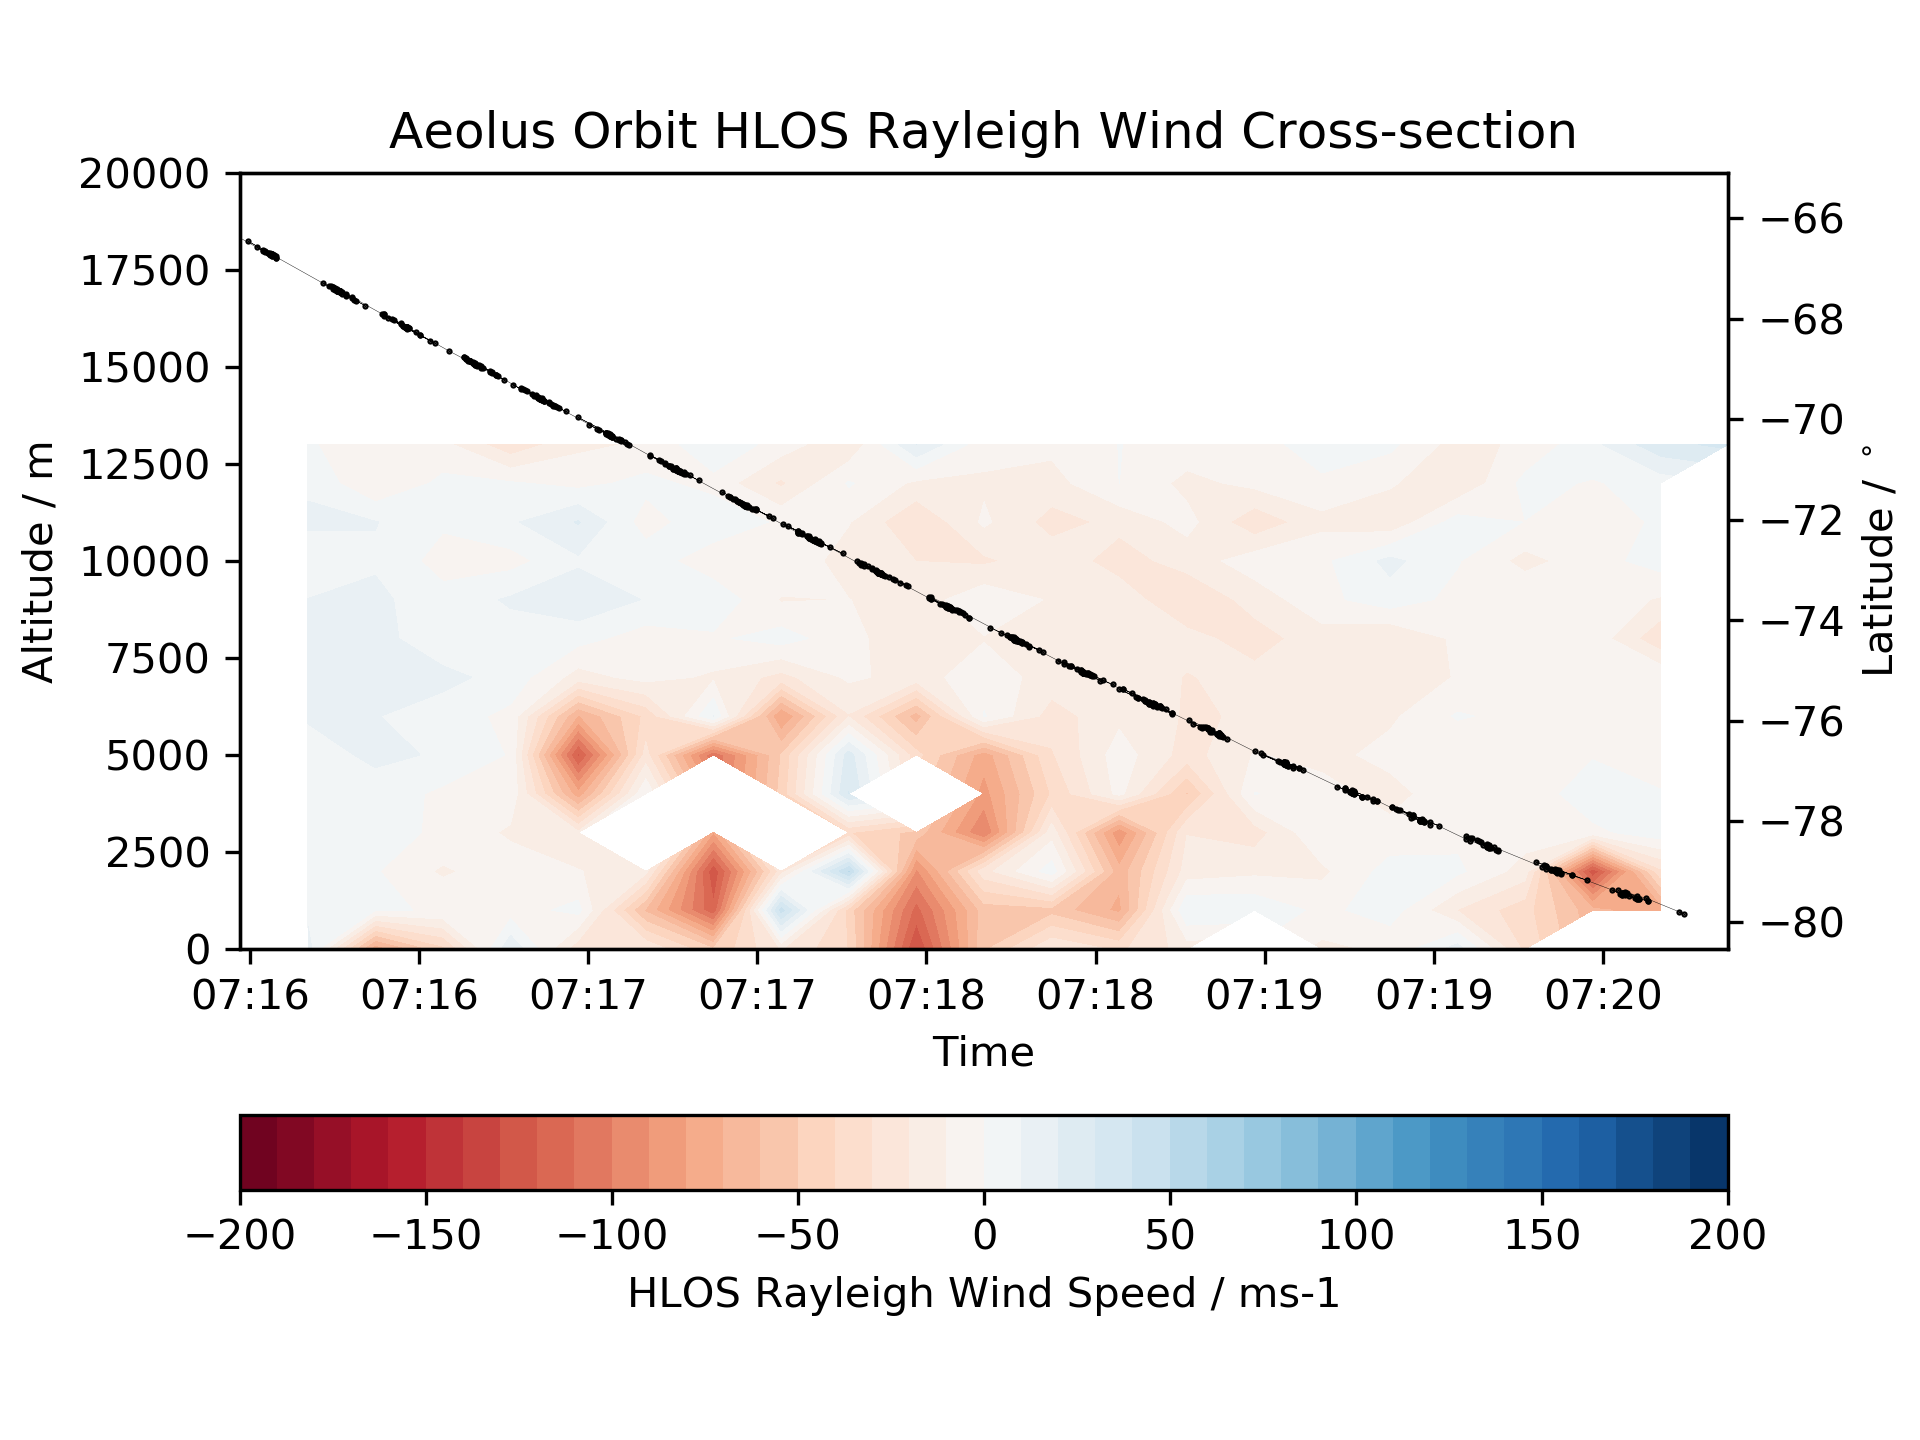 Aeolus Orbit HLOS Rayleigh Wind Cross-section
20000
17500
15000
12500
10000
7500
5000
2500
0
Altitude / m
−66
−68
−70
−72
−74
−76
−78
−80
Latitude / °
07:16 07:16 07:17 07:17 07:18 07:18 07:19 07:19 07:20
Time
−200 −150 −100 −50 0 50 100 150 200
HLOS Rayleigh Wind Speed / ms-1